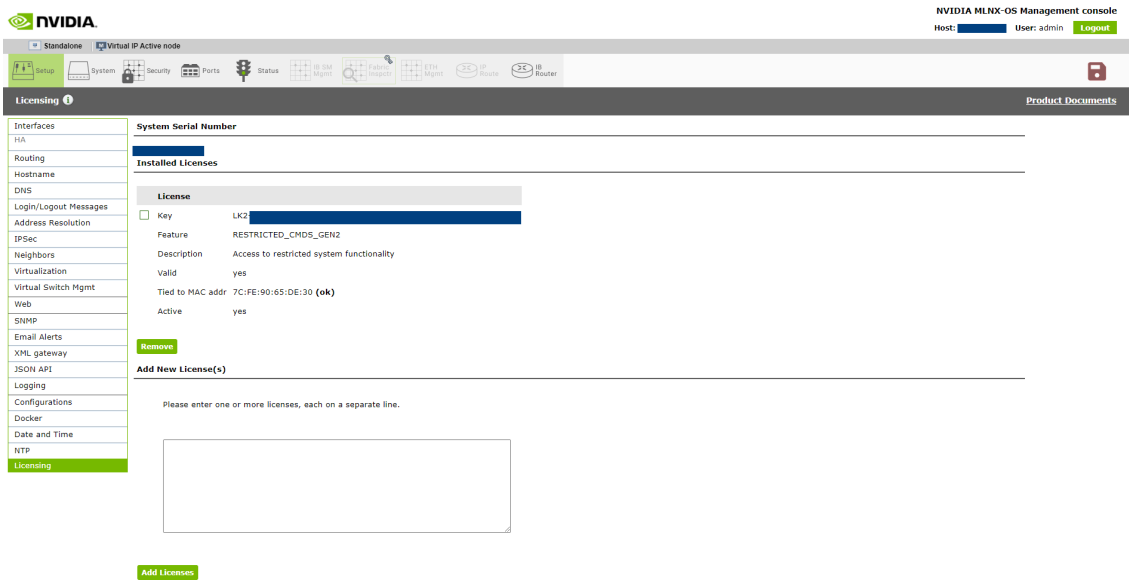 NVIDIA MLNX-OS Management console
NVIDIA.
Host: User: admin Logout
Standalone Virtual IP Active node
Setup System Security Ports Status IB SM Mgmt Fabric Inspctr ETH Mgmt IP Route IB Router
Licensing Product Documents
Interfaces
HA
Routing
Hostname
DNS
Login/Logout Messages
Address Resolution
IPSec
Neighbors
Virtualization
Virtual Switch Mgmt
Web
SNMP
Email Alerts
XML gateway
JSON API
Logging
Configurations
Docker
Date and Time
NTP
Licensing
System Serial Number
Installed Licenses
License
Key LK2-
Feature RESTRICTED_CMDS_GEN2
Description Access to restricted system functionality
Valid yes
Tied to MAC addr 7C:FE:90:65:DE:30 (ok)
Active yes
Remove
Add New License(s)
Please enter one or more licenses, each on a separate line.
Add Licenses